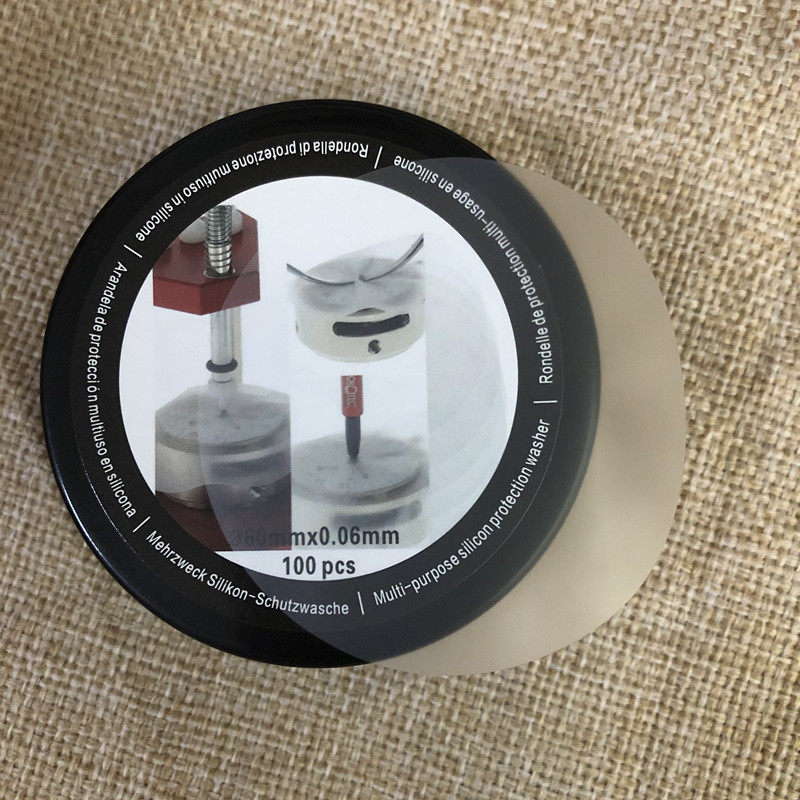 Rondella di protezione multiuso in silicone
Rondelle de protection multi-usage en silicone
Multi-purpose silicon protection washer
Mehrzweck Silikon-Schutzwasche
Arandela de protección multiuso en silicona
Ø60mmx0.06mm
100 pcs